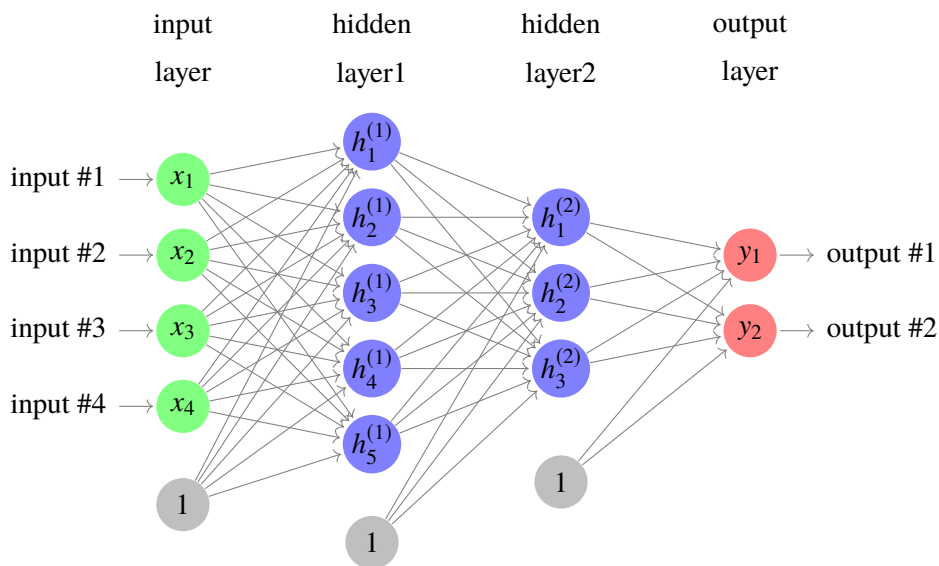 input hidden hidden output
layer layer1 layer2 layer
h₁⁽¹⁾
input #1 x₁
h₂⁽¹⁾ h₁⁽²⁾
input #2 x₂ y₁ output #1
h₃⁽¹⁾ h₂⁽²⁾
input #3 x₃ y₂ output #2
h₄⁽¹⁾ h₃⁽²⁾
input #4 x₄
h₅⁽¹⁾
1
1
1